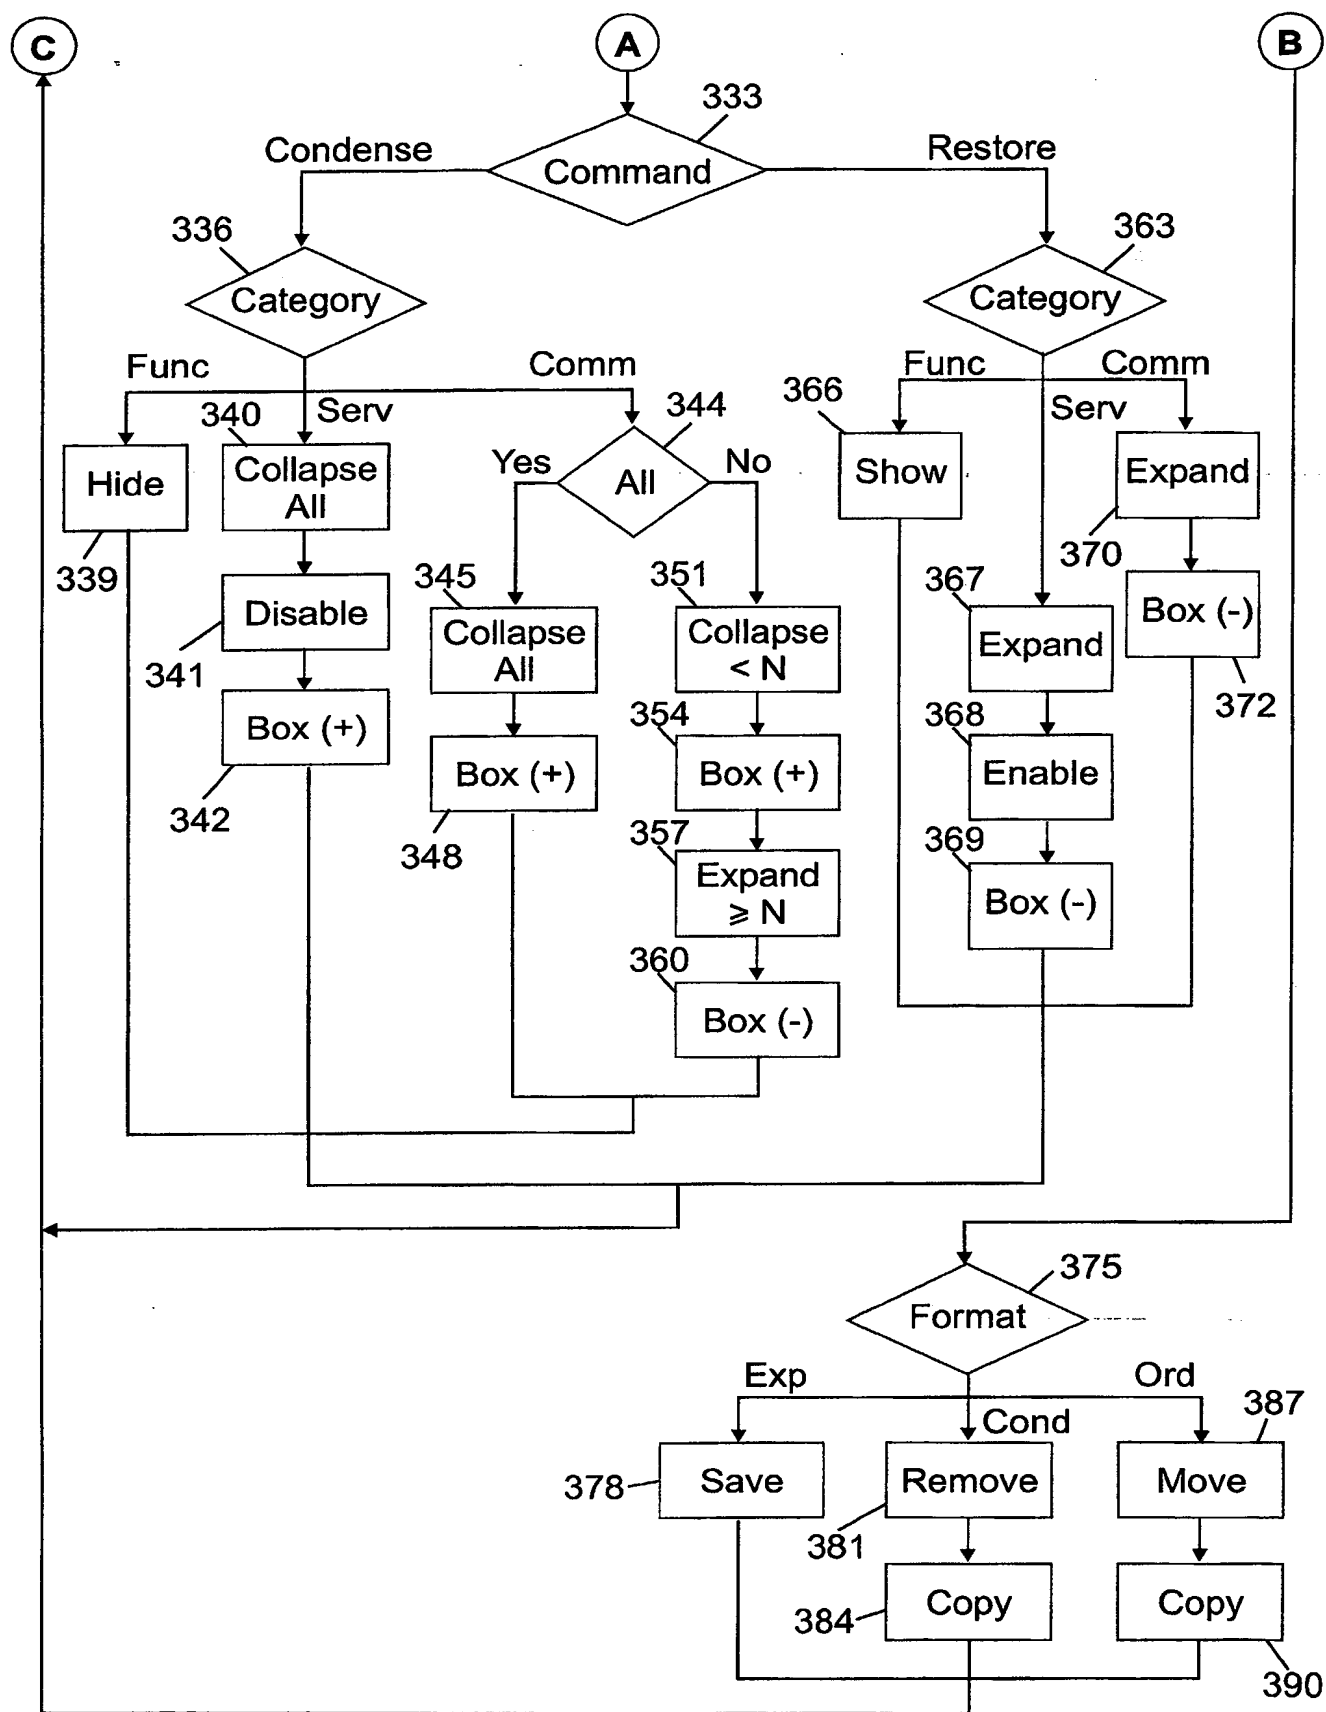 C
A
B
333
Condense
Command
Restore
336
Category
363
Category
Func
Comm
Serv
340
344
Func
Comm
Serv
366
Hide
339
Collapse
All
Yes
All
No
Show
Expand
370
341
Disable
345
Collapse
All
351
Collapse
< N
367
Expand
Box (-)
372
342
Box (+)
348
Box (+)
354
Box (+)
368
Enable
357
Expand
⩾ N
369
Box (-)
360
Box (-)
375
Format
Exp
Cond
Ord
387
378
Save
Remove
381
Move
384
Copy
Copy
390